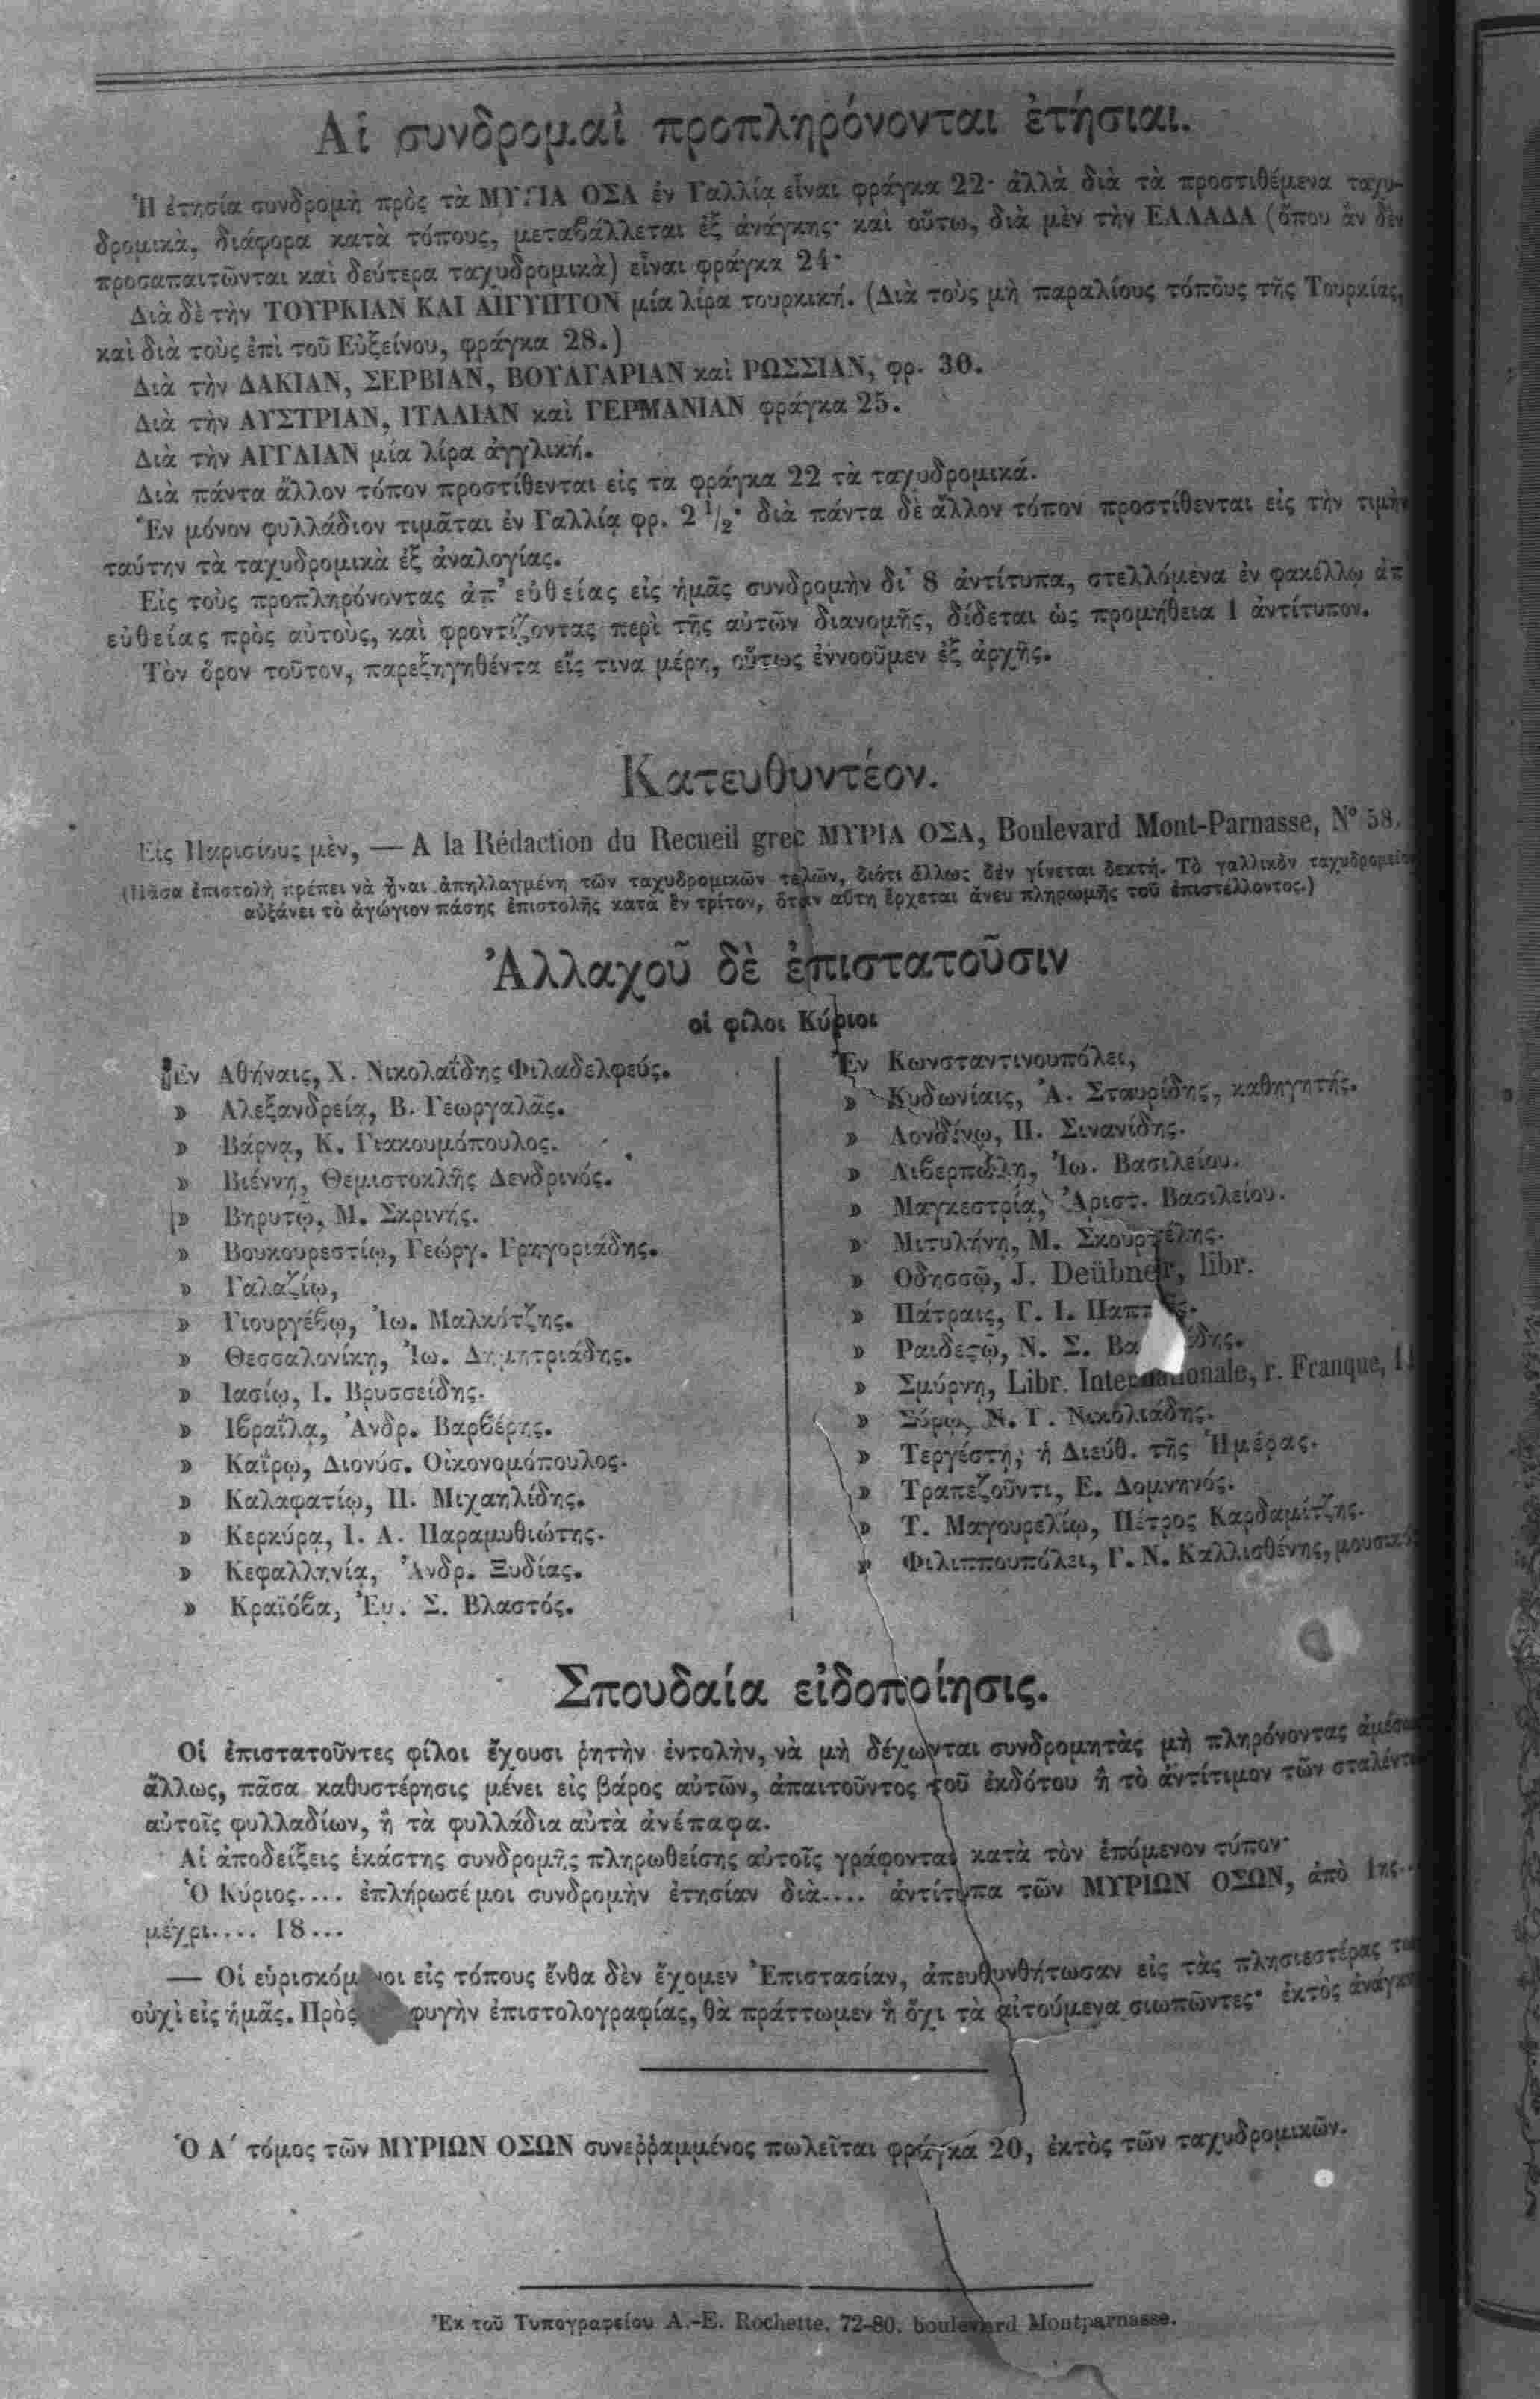 Αἱ συνδρομαὶ προπληρόνονται ἐτήσιαι.
Ἡ ἐτησία συνδρομὴ πρὸς τὰ ΜΥΡΙΑ ΟΣΑ ἐν Γαλλίᾳ εἶναι φράγκα 22· ἀλλὰ διὰ τὰ προστιθέμενα ταχυ-
δρομικὰ, διάφορα κατὰ τόπους, μεταβάλλεται ἐξ ἀνάγκης· καὶ οὕτω, διὰ μὲν τὴν ΕΛΛΑΔΑ (ὅπου ἂν δὲν
προσαπαιτῶνται καὶ δεύτερα ταχυδρομικὰ) εἶναι φράγκα 24·
Διὰ δὲ τὴν ΤΟΥΡΚΙΑΝ ΚΑΙ ΑΙΓΥΠΤΟΝ μία λίρα τουρκική. (Διὰ τοὺς μὴ παραλίους τόπους τῆς Τουρκίας,
καὶ διὰ τοὺς ἐπὶ τοῦ Εὐξείνου, φράγκα 28.)
Διὰ τὴν ΔΑΚΙΑΝ, ΣΕΡΒΙΑΝ, ΒΟΥΛΓΑΡΙΑΝ καὶ ΡΩΣΣΙΑΝ, φρ. 30.
Διὰ τὴν ΑΥΣΤΡΙΑΝ, ΙΤΑΛΙΑΝ καὶ ΓΕΡΜΑΝΙΑΝ φράγκα 25.
Διὰ τὴν ΑΓΓΛΙΑΝ μία λίρα ἀγγλική.
Διὰ πάντα ἄλλον τόπον προστίθενται εἰς τὰ φράγκα 22 τὰ ταχυδρομικά.
Ἓν μόνον φυλλάδιον τιμᾶται ἐν Γαλλίᾳ φρ. 2 1/2· διὰ πάντα δὲ ἄλλον τόπον προστίθενται εἰς τὴν τιμὴν
ταύτην τὰ ταχυδρομικὰ ἐξ ἀναλογίας.
Εἰς τοὺς προπληρόνοντας ἀπ' εὐθείας εἰς ἡμᾶς συνδρομὴν δι' 8 ἀντίτυπα, στελλόμενα ἐν φακέλλῳ ἀπ'
εὐθείας πρὸς αὐτοὺς, καὶ φροντίζοντας περὶ τῆς αὐτῶν διανομῆς, δίδεται ὡς προμήθεια 1 ἀντίτυπον.
Τὸν ὅρον τοῦτον, παρεξηγηθέντα εἴς τινα μέρη, οὕτως ἐννοοῦμεν ἐξ ἀρχῆς.
Κατευθυντέον.
Εἰς Παρισίους μὲν, — A la Rédaction du Recueil grec ΜΥΡΙΑ ΟΣΑ, Boulevard Mont-Parnasse, N° 58.
(Πᾶσα ἐπιστολὴ πρέπει νὰ ᾖναι ἀπηλλαγμένη τῶν ταχυδρομικῶν τελῶν, διότι ἄλλως δὲν γίνεται δεκτή. Τὸ γαλλικὸν ταχυδρομεῖον
αὐξάνει τὸ ἀγώγιον πάσης ἐπιστολῆς κατὰ ἓν τρίτον, ὅταν αὕτη ἔρχεται ἄνευ πληρωμῆς τοῦ ἐπιστέλλοντος.)
Ἀλλαχοῦ δὲ ἐπιστατοῦσιν
οἱ φίλοι Κύριοι
Ἐν Αθήναις, Χ. Νικολαΐδης Φιλαδελφεύς.
» Αλεξανδρείᾳ, Β. Γεωργαλᾶς.
» Βάρνᾳ, Κ. Γιακουμόπουλος.
» Βιέννῃ, Θεμιστοκλῆς Δενδρινός.
» Βηρυτῷ, Μ. Σκρινής.
» Βουκουρεστίῳ, Γεώργ. Γρηγοριάδης.
» Γαλαζίῳ,
» Γιουργέβῳ, Ἰω. Μαλκότζης.
» Θεσσαλονίκῃ, Ἰω. Δημητριάδης.
» Ιασίῳ, Ι. Βρυσσείδης.
» Ιβραΐλᾳ, Ἀνδρ. Βαρβέρης.
» Καΐρῳ, Διονύσ. Οἰκονομόπουλος.
» Καλαφατίῳ, Π. Μιχαηλίδης.
» Κερκύρᾳ, Ι. Α. Παραμυθιώτης.
» Κεφαλληνίᾳ, Ἀνδρ. Ξυδίας.
» Κραϊόβα, Ἐμ. Σ. Βλαστός.
Ἐν Κωνσταντινουπόλει,
» Κυδωνίαις, Ἀ. Σταυρίδης, καθηγητής.
» Λονδίνῳ, Π. Σινανίδης.
» Λιβερπώλῃ, Ἰω. Βασιλείου.
» Μαγκεστρίᾳ, Ἀριστ. Βασιλείου.
» Μιτυλήνῃ, Μ. Σκουρτέλης.
» Οδησσῷ, J. Deübner, libr.
» Πάτραις, Γ. Ι.
» Ραιδεστῷ, Ν. Σ.
» Σμύρνῃ, Libr. Internationale, r. Franque,
» Σύρῳ, Ν. Γ. Νικολιάδης.
» Τεργέστῃ, ἡ Διεύθ. τῆς Ἡμέρας.
» Τραπεζοῦντι, Ε. Δομνηνός.
» Τ. Μαγουρελίῳ, Πέτρος Καρδαμίτζης.
» Φιλιππουπόλει, Γ. Ν. Καλλισθένης, μουσικός
Σπουδαία εἰδοποίησις.
Οἱ ἐπιστατοῦντες φίλοι ἔχουσι ῥητὴν ἐντολὴν, νὰ μὴ δέχωνται συνδρομητὰς μὴ πληρόνοντας ἀμέσως
ἄλλως, πᾶσα καθυστέρησις μένει εἰς βάρος αὐτῶν, ἀπαιτοῦντος τοῦ ἐκδότου ἢ τὸ ἀντίτιμον τῶν σταλέντων
αὐτοῖς φυλλαδίων, ἢ τὰ φυλλάδια αὐτὰ ἀνέπαφα.
Αἱ ἀποδείξεις ἑκάστης συνδρομῆς πληρωθείσης αὐτοῖς γράφονται κατὰ τὸν ἑπόμενον τύπον·
Ὁ Κύριος.... ἐπλήρωσέ μοι συνδρομὴν ἐτησίαν διὰ.... ἀντίτυπα τῶν ΜΥΡΙΩΝ ΟΣΩΝ, ἀπὸ 1ης...
μέχρι.... 18...
— Οἱ εὑρισκόμενοι εἰς τόπους ἔνθα δὲν ἔχομεν Ἐπιστασίαν, ἀπευθυνθήτωσαν εἰς τὰς πλησιεστέρας
οὐχὶ εἰς ἡμᾶς. Πρὸς φυγὴν ἐπιστολογραφίας, θὰ πράττωμεν ἢ ὄχι τὰ αἰτούμενα σιωπῶντες· ἐκτὸς ἀνάγκης
Ὁ Α΄ τόμος τῶν ΜΥΡΙΩΝ ΟΣΩΝ συνερῥαμμένος πωλεῖται φράγκα 20, ἐκτὸς τῶν ταχυδρομικῶν.
Ἐκ τοῦ Τυπογραφείου A.-E. Rochette, 72-80, boulevard Montparnasse.